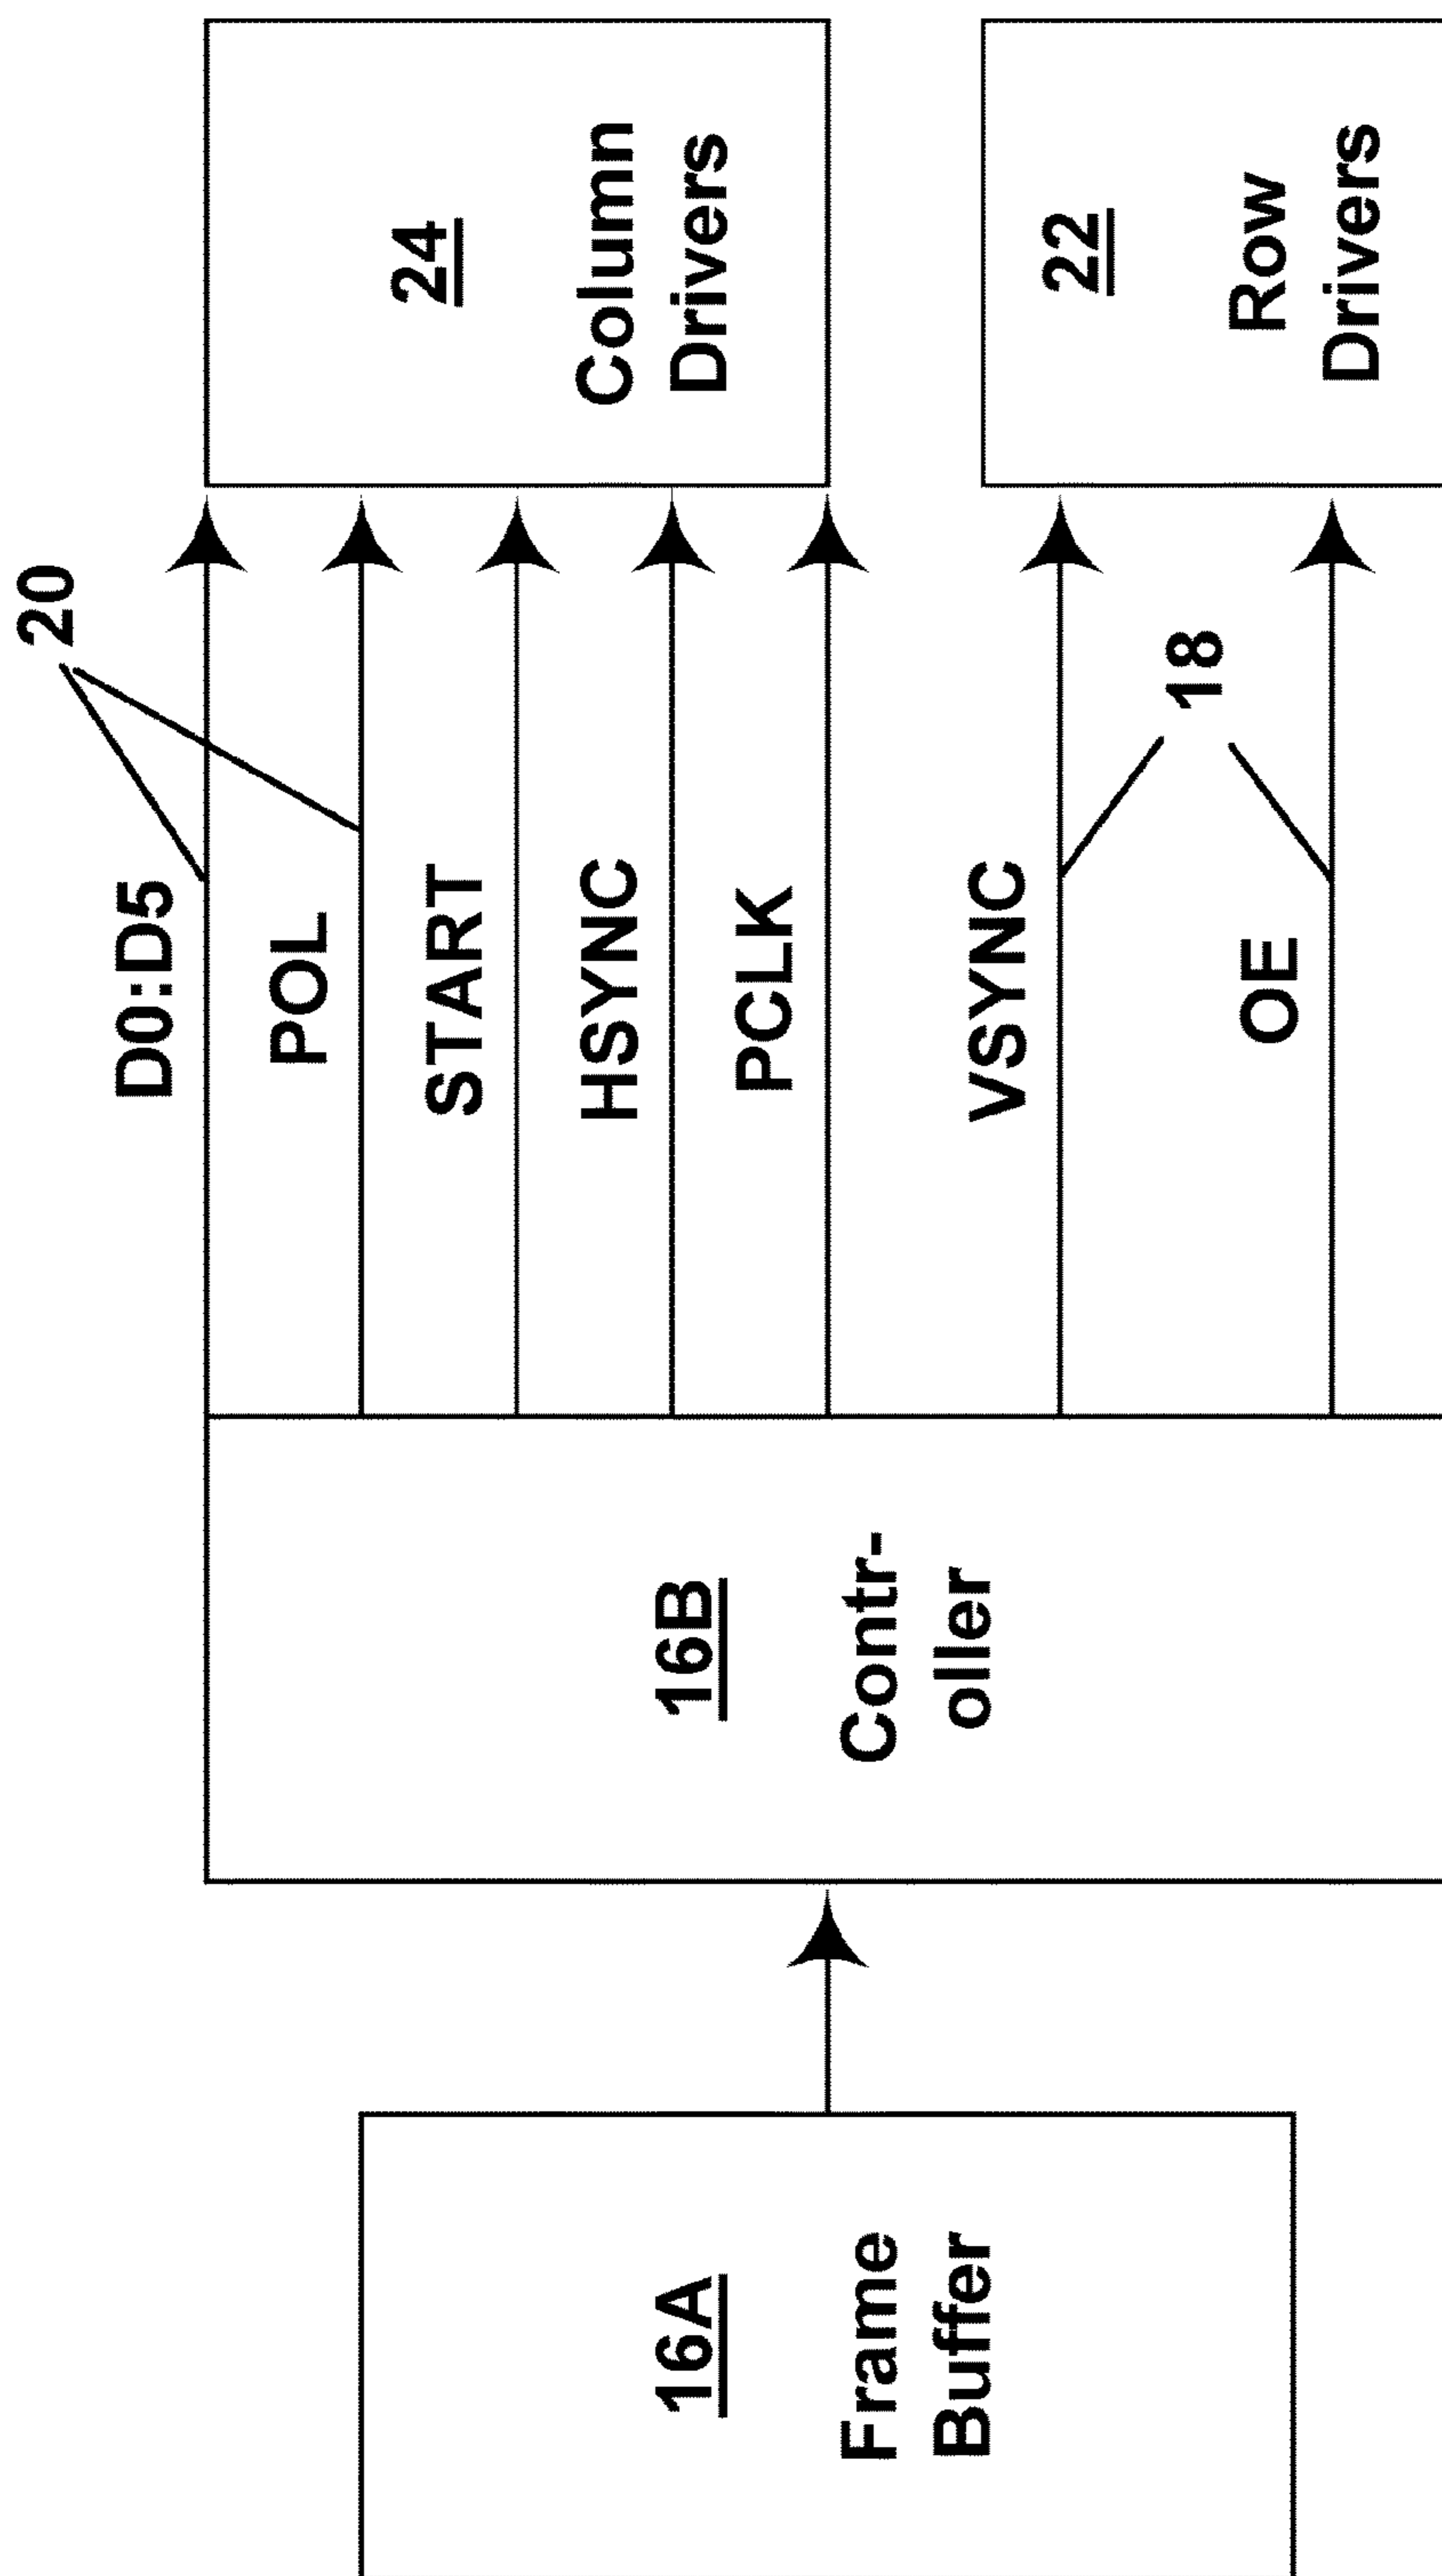 16A
Frame
Buffer
16B
Contr-
oller
20
D0:D5
POL
START
HSYNC
PCLK
VSYNC
18
OE
24
Column
Drivers
22
Row
Drivers